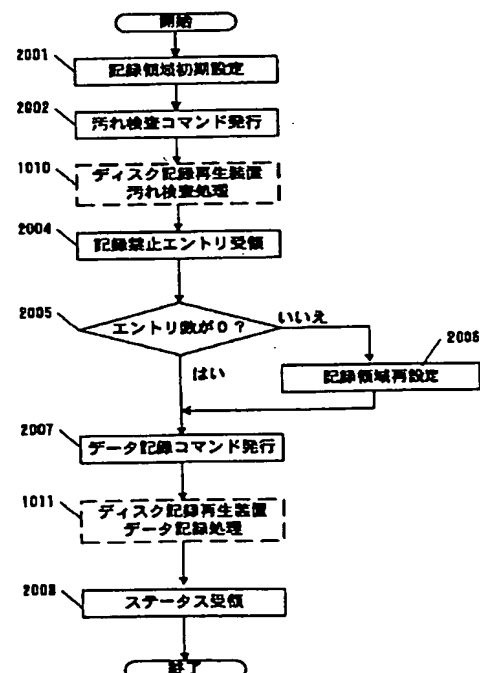 開始
2001
記録領域初期設定
2002
汚れ検査コマンド発行
1010
ディスク記録再生装置
汚れ検査処理
2004
記録禁止エントリ受領
2005
エントリ数が0?
いいえ
2006
はい
記録領域再設定
2007
データ記録コマンド発行
1011
ディスク記録再生装置
データ記録処理
2008
ステータス受領
終了